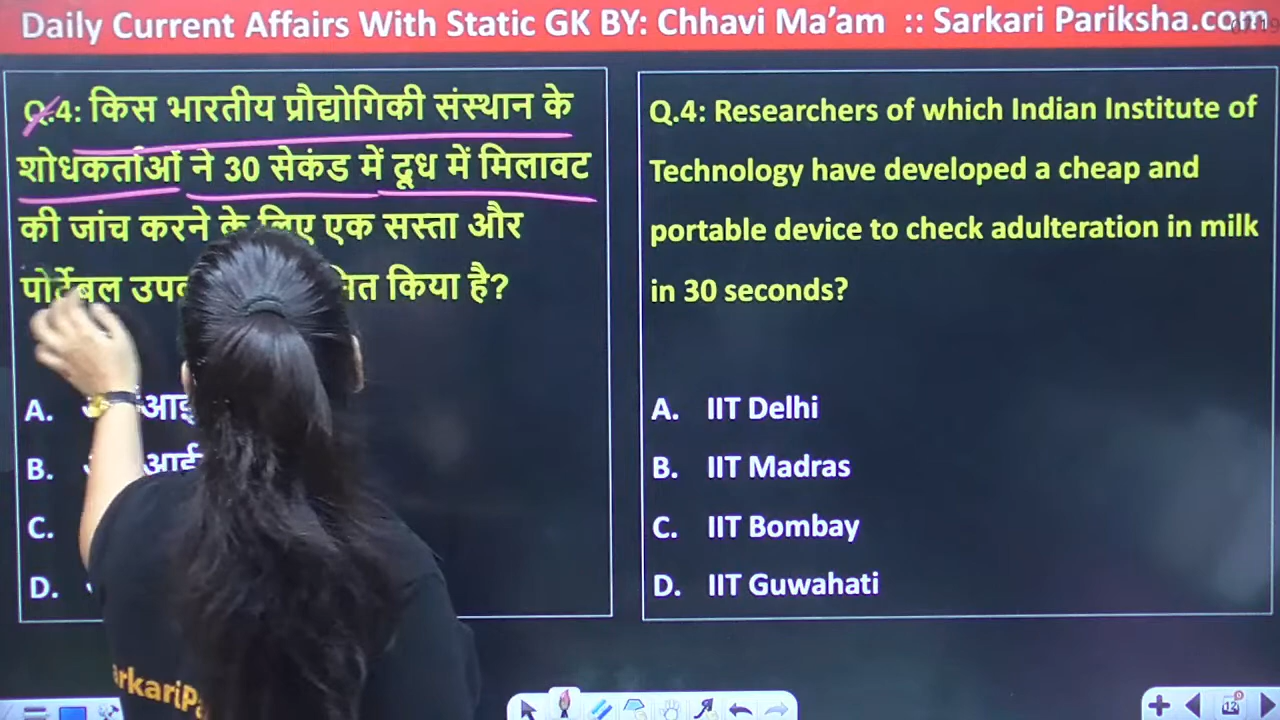 Daily Current Affairs With Static GK BY: Chhavi Ma’am :: Sarkari Pariksha.com
Q.4: किस भारतीय प्रौद्योगिकी संस्थान के
शोधकर्ताओं ने 30 सेकंड में दूध में मिलावट
की जांच करने के लिए एक सस्ता और
पोर्टेबल किया है?
A.
B.
C.
D.
Q.4: Researchers of which Indian Institute of
Technology have developed a cheap and
portable device to check adulteration in milk
in 30 seconds?
A. IIT Delhi
B. IIT Madras
C. IIT Bombay
D. IIT Guwahati
12